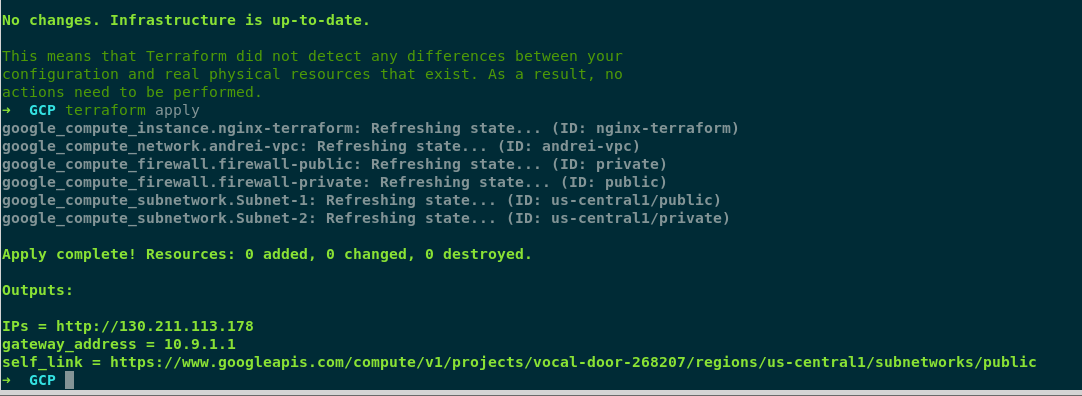 No changes. Infrastructure is up-to-date.
This means that Terraform did not detect any differences between your
configuration and real physical resources that exist. As a result, no
actions need to be performed.
→ GCP terraform apply
google_compute_instance.nginx-terraform: Refreshing state... (ID: nginx-terraform)
google_compute_network.andrei-vpc: Refreshing state... (ID: andrei-vpc)
google_compute_firewall.firewall-public: Refreshing state... (ID: private)
google_compute_firewall.firewall-private: Refreshing state... (ID: public)
google_compute_subnetwork.Subnet-1: Refreshing state... (ID: us-central1/public)
google_compute_subnetwork.Subnet-2: Refreshing state... (ID: us-central1/private)
Apply complete! Resources: 0 added, 0 changed, 0 destroyed.
Outputs:
IPs = http://130.211.113.178
gateway_address = 10.9.1.1
self_link = https://www.googleapis.com/compute/v1/projects/vocal-door-268207/regions/us-central1/subnetworks/public
→ GCP